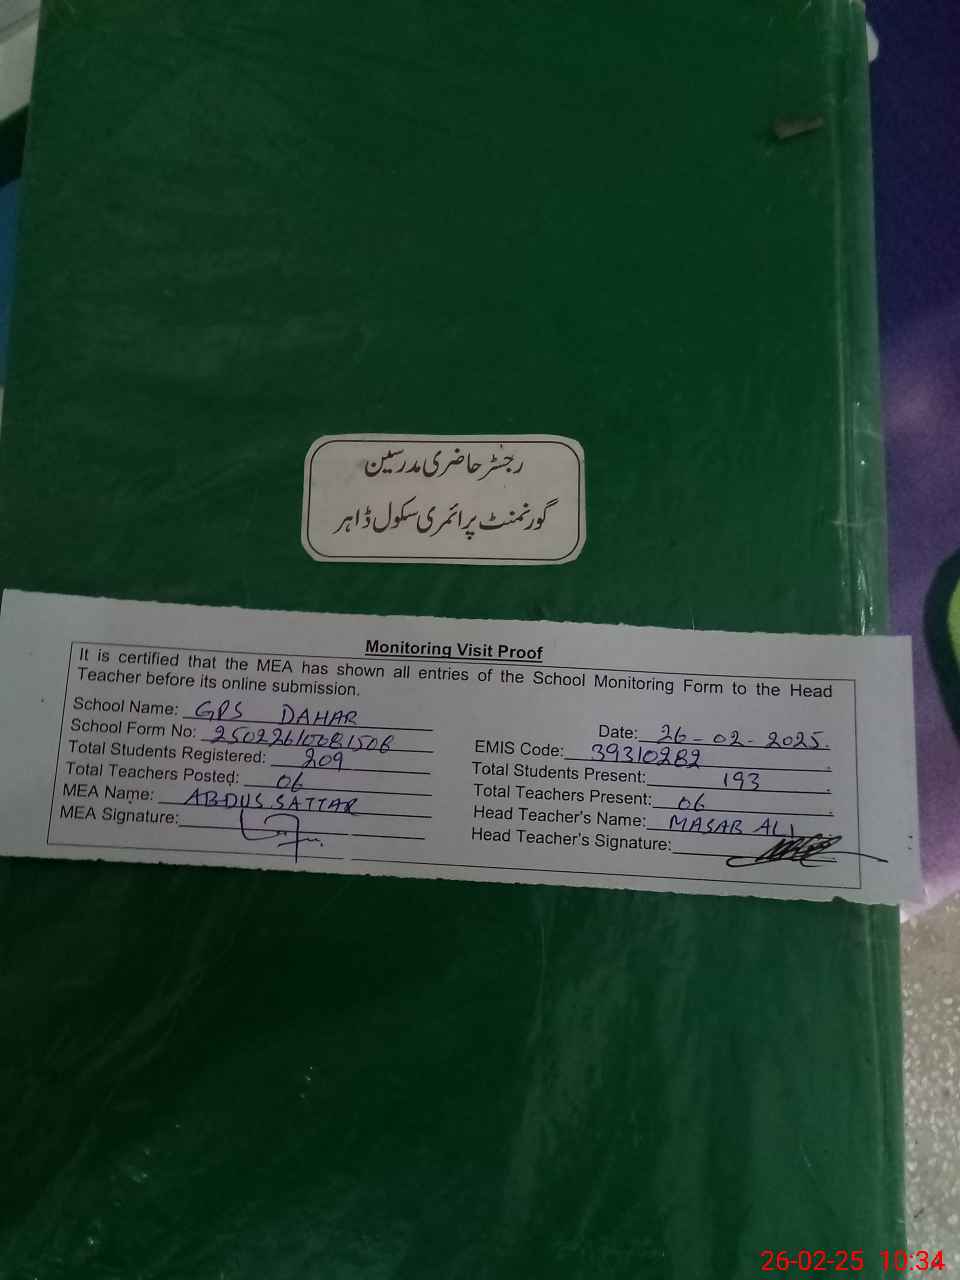 رجسٹر حاضری مدرسین
گورنمنٹ پرائمری سکول ڈاہر
Monitoring Visit Proof
It is certified that the MEA has shown all entries of the School Monitoring Form to the Head
Teacher before its online submission.
School Name: GPS DAHAR
Date: 26-02-2025.
School Form No:
EMIS Code: 39310282
Total Students Registered: 209
Total Students Present: 193
Total Teachers Posted: 06
Total Teachers Present: 06
MEA Name: ABDUS SATTAR
Head Teacher's Name: MASAB ALI
MEA Signature:
Head Teacher's Signature:
26-02-25 10:34